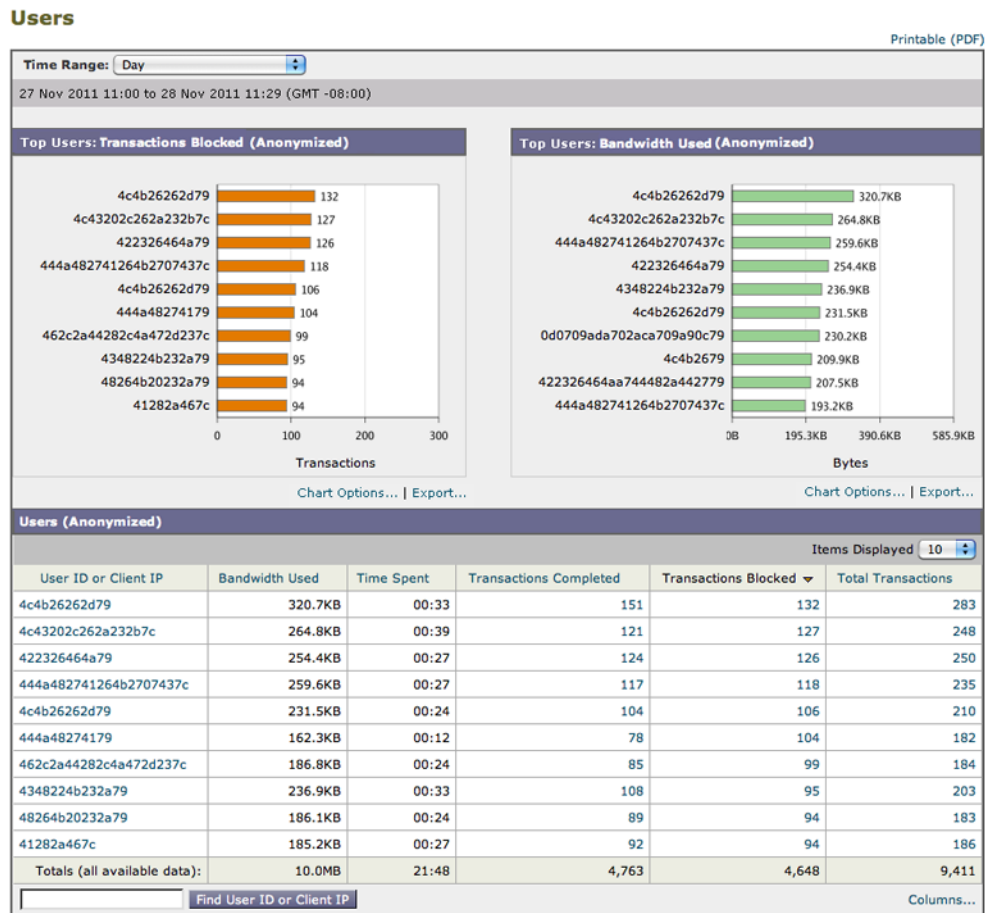 Users
Printable (PDF)
Time Range: Day
27 Nov 2011 11:00 to 28 Nov 2011 11:29 (GMT -08:00)
Top Users: Transactions Blocked (Anonymized)
4c4b26262d79 132
4c43202c262a232b7c 127
422326464a79 126
444a482741264b2707437c 118
4c4b26262d79 106
444a48274179 104
462c2a44282c4a472d237c 99
4348224b232a79 95
48264b20232a79 94
41282a467c 94
0 100 200 300
Transactions
Chart Options... | Export...
Top Users: Bandwidth Used (Anonymized)
4c4b26262d79 320.7KB
4c43202c262a232b7c 264.8KB
444a482741264b2707437c 259.6KB
422326464a79 254.4KB
4348224b232a79 236.9KB
4c4b26262d79 231.5KB
0d0709ada702aca709a90c79 230.2KB
4c4b2679 209.9KB
422326464aa744482a442779 207.5KB
444a482741264b2707437c 193.2KB
0B 195.3KB 390.6KB 585.9KB
Bytes
Chart Options... | Export...
Users (Anonymized)
Items Displayed 10
User ID or Client IP Bandwidth Used Time Spent Transactions Completed Transactions Blocked Total Transactions
4c4b26262d79 320.7KB 00:33 151 132 283
4c43202c262a232b7c 264.8KB 00:39 121 127 248
422326464a79 254.4KB 00:27 124 126 250
444a482741264b2707437c 259.6KB 00:27 117 118 235
4c4b26262d79 231.5KB 00:24 104 106 210
444a48274179 162.3KB 00:12 78 104 182
462c2a44282c4a472d237c 186.8KB 00:24 85 99 184
4348224b232a79 236.9KB 00:33 108 95 203
48264b20232a79 186.1KB 00:24 89 94 183
41282a467c 185.2KB 00:27 92 94 186
Totals (all available data): 10.0MB 21:48 4,763 4,648 9,411
Find User ID or Client IP
Columns...